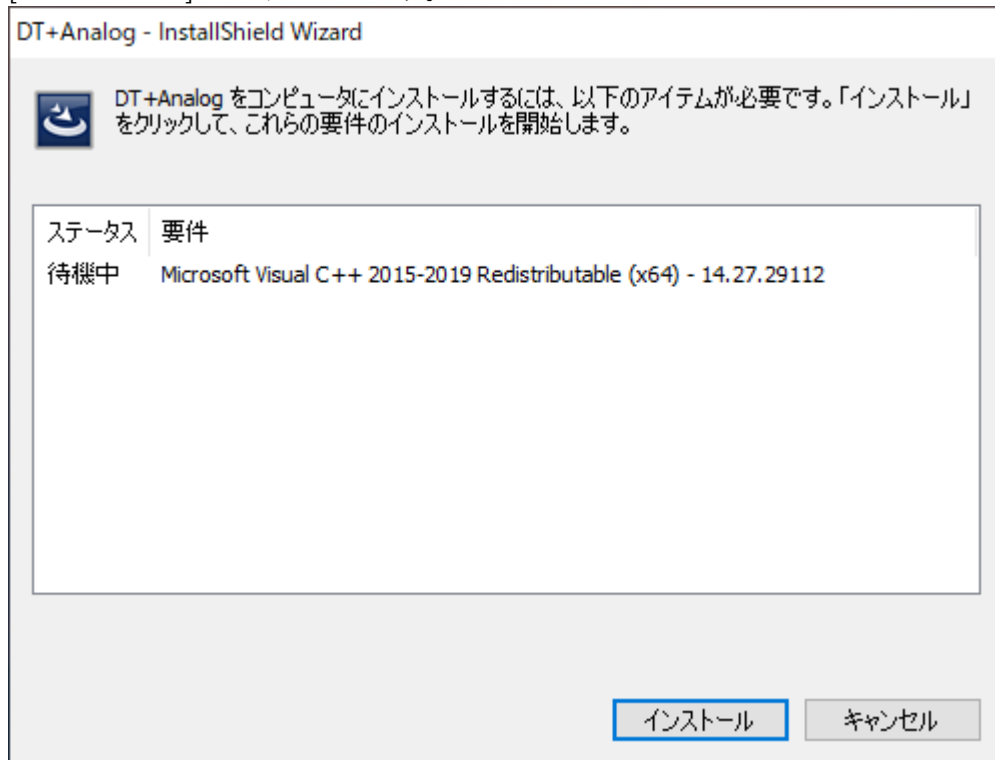 DT+Analog - InstallShield Wizard
DT+Analog をコンピュータにインストールするには、以下のアイテムが必要です。「インストール」
をクリックして、これらの要件のインストールを開始します。
ステータス 要件
待機中 Microsoft Visual C++ 2015-2019 Redistributable (x64) - 14.27.29112
インストール キャンセル